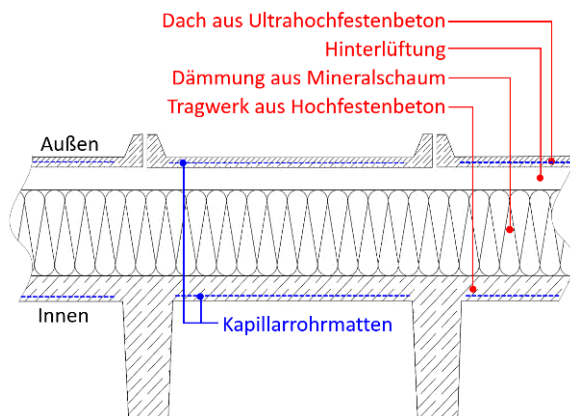 Dach aus Ultrahochfestenbeton
Hinterlüftung
Dämmung aus Mineralschaum
Tragwerk aus Hochfestenbeton
Außen
Innen
Kapillarrohrmatten